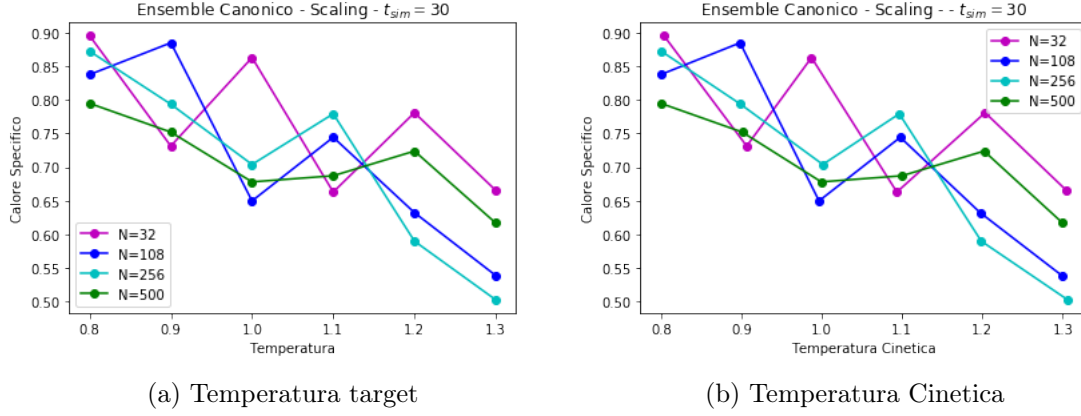 Ensemble Canonico - Scaling - $t_{sim} = 30$
Calore Specifico
0.90
0.85
0.80
0.75
0.70
0.65
0.60
0.55
0.50
N=32
N=108
N=256
N=500
0.8 0.9 1.0 1.1 1.2 1.3
Temperatura
(a) Temperatura target
Ensemble Canonico - Scaling - - $t_{sim} = 30$
Calore Specifico
0.90
0.85
0.80
0.75
0.70
0.65
0.60
0.55
0.50
N=32
N=108
N=256
N=500
0.8 0.9 1.0 1.1 1.2 1.3
Temperatura Cinetica
(b) Temperatura Cinetica